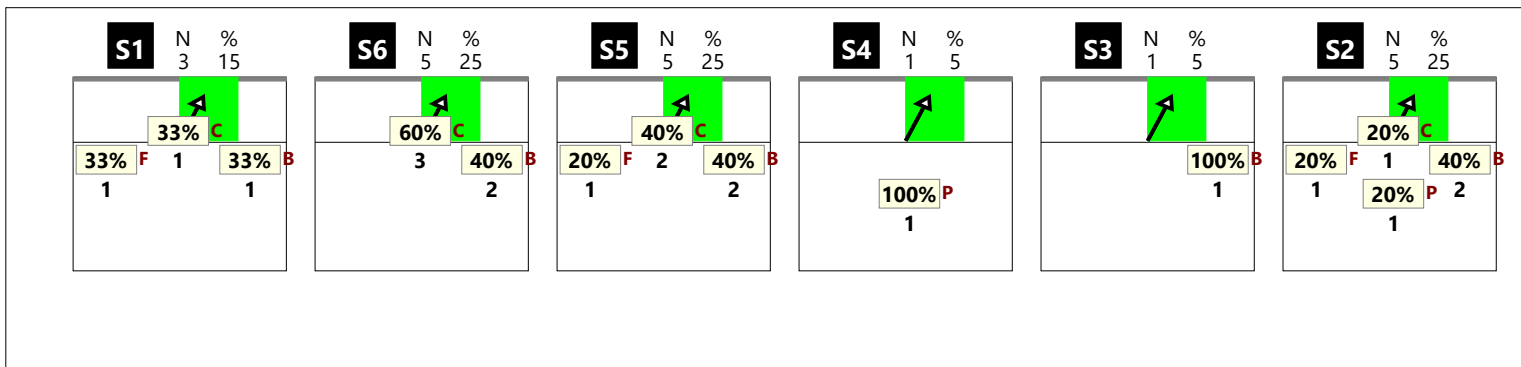 S1 N % S6 N % S5 N % S4 N % S3 N % S2 N %
3 15 5 25 5 25 1 5 1 5 5 25
33% C 60% C 40% C 20% C
33% F 1 33% B 3 40% B 20% F 2 40% B 100% B 20% F 1 40% B
1 1 2 1 2 100% P 1 1 20% P 2
1 1